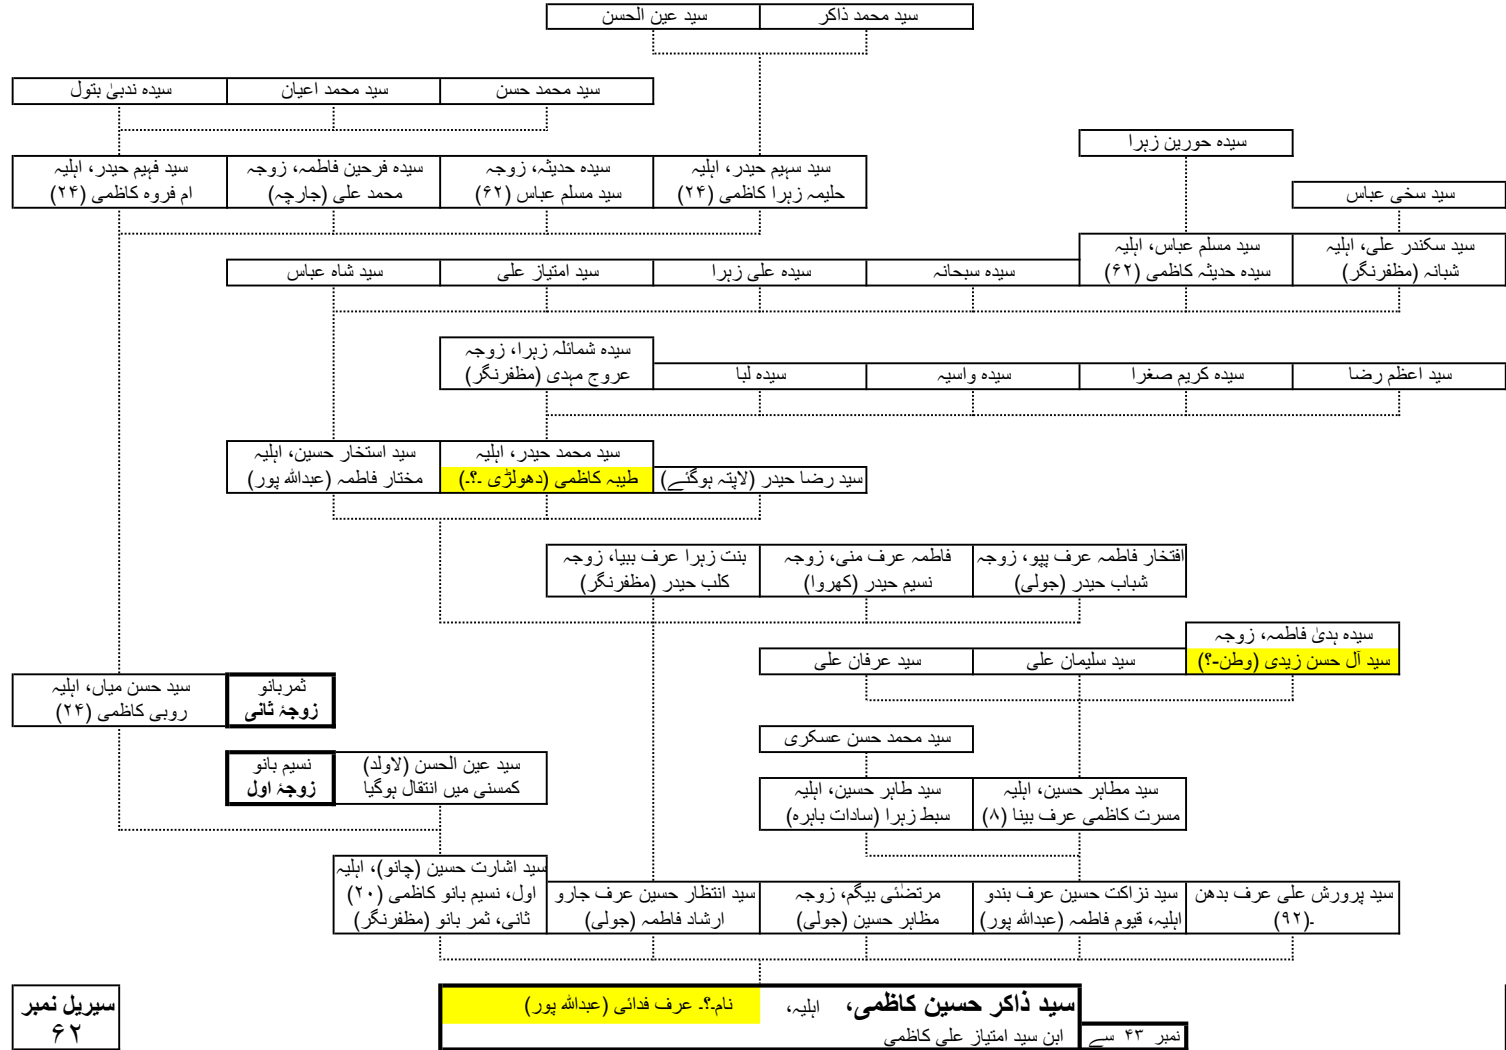 سید محمد ذاکر
سید عین الحسن
سید محمد حسن
سید محمد اعیان
سیدہ ندبیٰ بتول
سیدہ حورین زہرا
سید سہیم حیدر، اہلیہ
حلیمہ زہرا کاظمی (۲۴)
سیدہ حدیثہ، زوجہ
سید مسلم عباس (۶۲)
سیدہ فرحین فاطمہ، زوجہ
محمد علی (جارچہ)
سید فہیم حیدر، اہلیہ
ام فروہ کاظمی (۲۴)
سید سخی عباس
سید سکندر علی، اہلیہ
شبانہ (مظفرنگر)
سید مسلم عباس، اہلیہ
سیدہ حدیثہ کاظمی (۶۲)
سیدہ سبحانہ
سیدہ علی زہرا
سید امتیاز علی
سید شاہ عباس
سید اعظم رضا
سیدہ کریم صغرا
سیدہ واسیہ
سیدہ لبا
سیدہ شمائلہ زہرا، زوجہ
عروج مہدی (مظفرنگر)
سید رضا حیدر (لاپتہ ہوگئے)
سید محمد حیدر، اہلیہ
طیبہ کاظمی (دھولڑی ۔؟۔)
سید استخار حسین، اہلیہ
مختار فاطمہ (عبداللہ پور)
افتخار فاطمہ عرف پپو، زوجہ
شباب حیدر (جولی)
فاطمہ عرف منی، زوجہ
نسیم حیدر (کھروا)
بنت زہرا عرف ببیا، زوجہ
کلب حیدر (مظفرنگر)
سیدہ ہدیٰ فاطمہ، زوجہ
سید آل حسن زیدی (وطن-؟)
سید سلیمان علی
سید عرفان علی
ثمربانو
زوجۂ ثانی
سید حسن میاں، اہلیہ
روبی کاظمی (۲۴)
سید محمد حسن عسکری
سید عین الحسن (لاولد)
کمسنی میں انتقال ہوگیا
نسیم بانو
زوجۂ اول
سید مطاہر حسین، اہلیہ
مسرت کاظمی عرف بینا (۸)
سید طاہر حسین، اہلیہ
سبط زہرا (سادات باہرہ)
سید پرورش علی عرف بدھن
۔(۹۲)
سید نزاکت حسین عرف بندو
اہلیہ، قیوم فاطمہ (عبداللہ پور)
مرتضٰئی بیگم، زوجہ
مظاہر حسین (جولی)
سید انتظار حسین عرف جارو
ارشاد فاطمہ (جولی)
سید اشارت حسین (چانو)، اہلیہ
اول، نسیم بانو کاظمی (۲۰)
ثانی، ثمر بانو (مظفرنگر)
سید ذاکر حسین کاظمی، اہلیہ، نام۔؟۔ عرف فدائی (عبداللہ پور)
نمبر ۴۳ سے
ابن سید امتیاز علی کاظمی
سیریل نمبر
۶۲